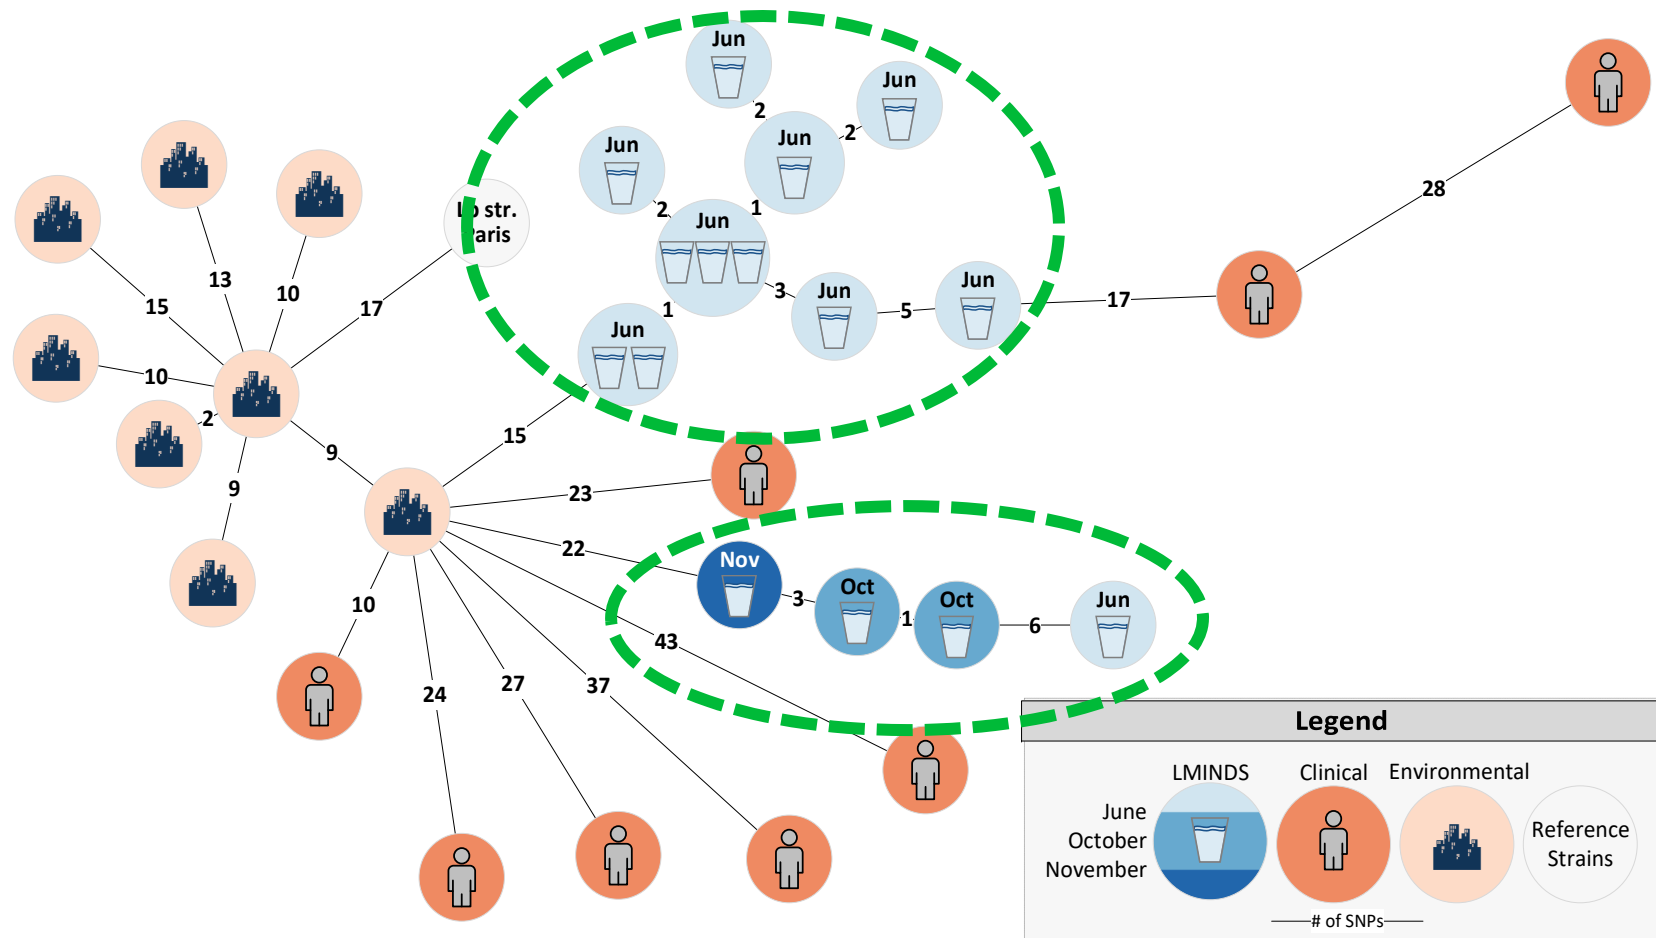 Jun
2
Jun
2
Jun
Jun
2
1
Jun
Lp str.
Paris
3
Jun
5
Jun
17
28
1
Jun
13
10
15
17
10
2
9
9
15
23
22
Nov
3
Oct
1
Oct
6
Jun
43
10
24
27
37
Legend
LMINDS
Clinical
Environmental
June
October
November
Reference
Strains
# of SNPs